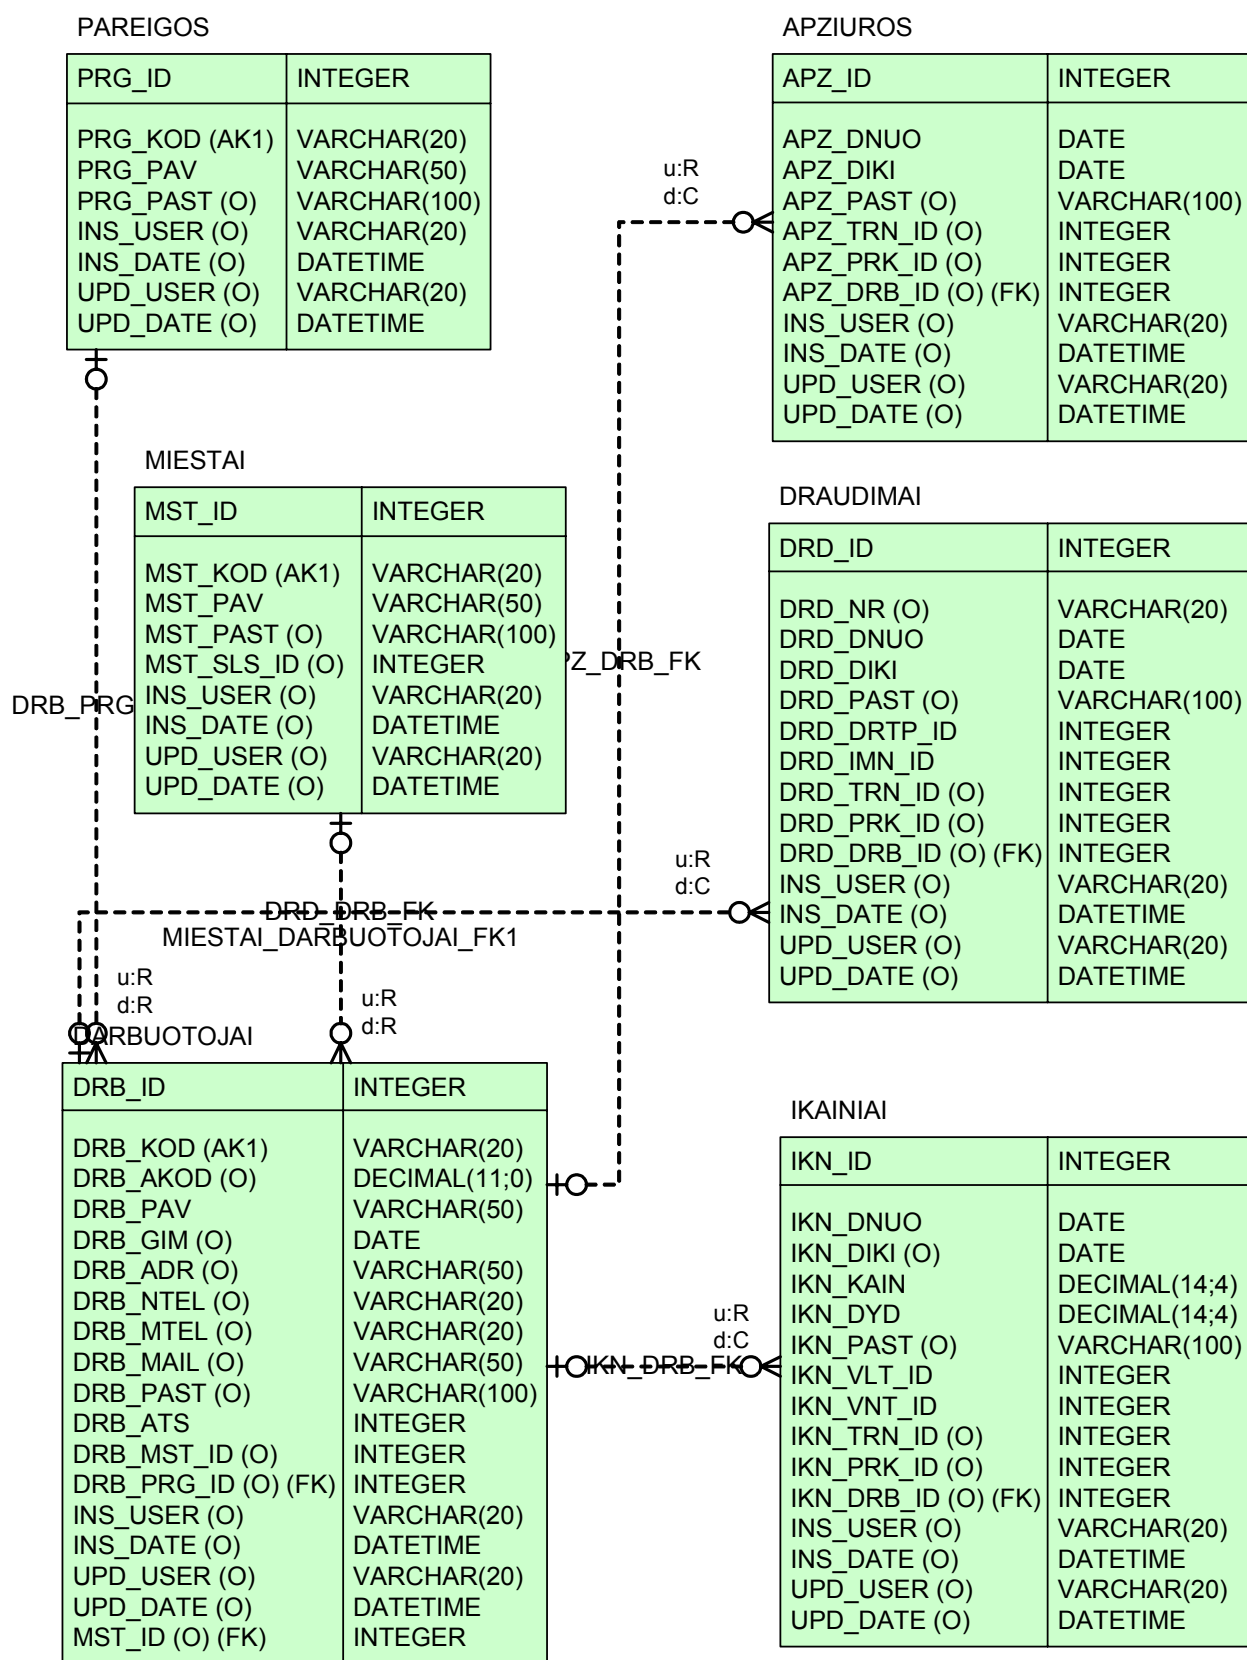 PAREIGOS
PRG_ID INTEGER
PRG_KOD (AK1) VARCHAR(20)
PRG_PAV VARCHAR(50)
PRG_PAST (O) VARCHAR(100)
INS_USER (O) VARCHAR(20)
INS_DATE (O) DATETIME
UPD_USER (O) VARCHAR(20)
UPD_DATE (O) DATETIME
APZIUROS
APZ_ID INTEGER
APZ_DNUO DATE
APZ_DIKI DATE
APZ_PAST (O) VARCHAR(100)
APZ_TRN_ID (O) INTEGER
APZ_PRK_ID (O) INTEGER
APZ_DRB_ID (O) (FK) INTEGER
INS_USER (O) VARCHAR(20)
INS_DATE (O) DATETIME
UPD_USER (O) VARCHAR(20)
UPD_DATE (O) DATETIME
u:R
d:C
MIESTAI
MST_ID INTEGER
MST_KOD (AK1) VARCHAR(20)
MST_PAV VARCHAR(50)
MST_PAST (O) VARCHAR(100)
MST_SLS_ID (O) INTEGER
INS_USER (O) VARCHAR(20)
INS_DATE (O) DATETIME
UPD_USER (O) VARCHAR(20)
UPD_DATE (O) DATETIME
PZ_DRB_FK
DRB_PRG
DRAUDIMAI
DRD_ID INTEGER
DRD_NR (O) VARCHAR(20)
DRD_DNUO DATE
DRD_DIKI DATE
DRD_PAST (O) VARCHAR(100)
DRD_DRTP_ID INTEGER
DRD_IMN_ID INTEGER
DRD_TRN_ID (O) INTEGER
DRD_PRK_ID (O) INTEGER
DRD_DRB_ID (O) (FK) INTEGER
INS_USER (O) VARCHAR(20)
INS_DATE (O) DATETIME
UPD_USER (O) VARCHAR(20)
UPD_DATE (O) DATETIME
u:R
d:C
DRD_DRB_FK
MIESTAI_DARBUOTOJAI_FK1
u:R
d:R
u:R
d:R
DARBUOTOJAI
DRB_ID INTEGER
DRB_KOD (AK1) VARCHAR(20)
DRB_AKOD (O) DECIMAL(11;0)
DRB_PAV VARCHAR(50)
DRB_GIM (O) DATE
DRB_ADR (O) VARCHAR(50)
DRB_NTEL (O) VARCHAR(20)
DRB_MTEL (O) VARCHAR(20)
DRB_MAIL (O) VARCHAR(50)
DRB_PAST (O) VARCHAR(100)
DRB_ATS INTEGER
DRB_MST_ID (O) INTEGER
DRB_PRG_ID (O) (FK) INTEGER
INS_USER (O) VARCHAR(20)
INS_DATE (O) DATETIME
UPD_USER (O) VARCHAR(20)
UPD_DATE (O) DATETIME
MST_ID (O) (FK) INTEGER
u:R
d:C
IKN_DRB_FK
IKAINIAI
IKN_ID INTEGER
IKN_DNUO DATE
IKN_DIKI (O) DATE
IKN_KAIN DECIMAL(14;4)
IKN_DYD DECIMAL(14;4)
IKN_PAST (O) VARCHAR(100)
IKN_VLT_ID INTEGER
IKN_VNT_ID INTEGER
IKN_TRN_ID (O) INTEGER
IKN_PRK_ID (O) INTEGER
IKN_DRB_ID (O) (FK) INTEGER
INS_USER (O) VARCHAR(20)
INS_DATE (O) DATETIME
UPD_USER (O) VARCHAR(20)
UPD_DATE (O) DATETIME